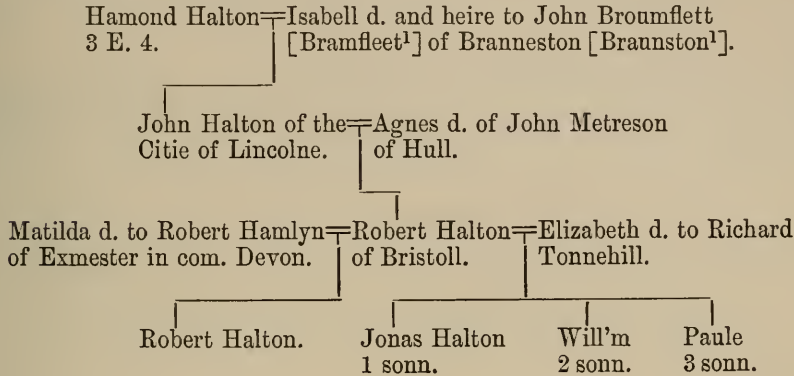 Hamond Halton=Isabell d. and heire to John Broumflett
3 E. 4. [Bramfleet¹] of Branneston [Braunston¹].
John Halton of the=Agnes d. of John Metreson
Citie of Lincolne. of Hull.
Matilda d. to Robert Hamlyn=Robert Halton=Elizabeth d. to Richard
of Exmester in com. Devon. of Bristoll. Tonnehill.
Robert Halton. Jonas Halton Will'm Paule
1 sonn. 2 sonn. 3 sonn.